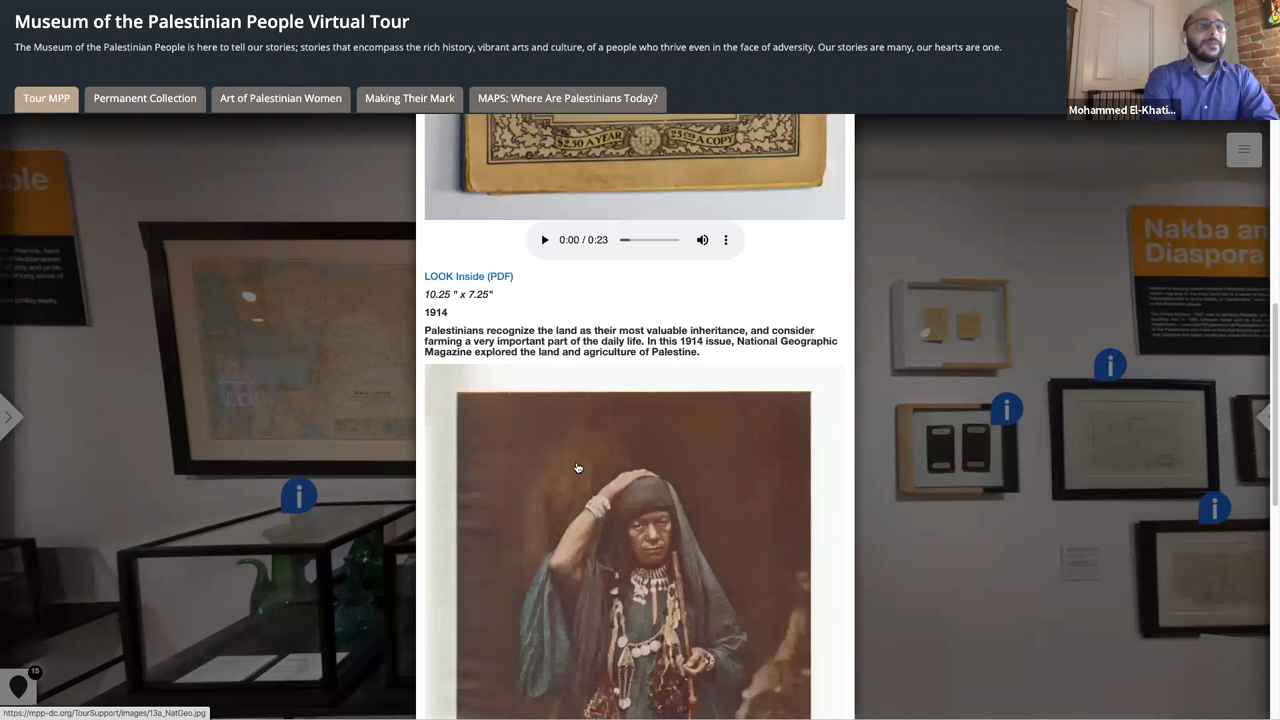 Museum of the Palestinian People Virtual Tour
The Museum of the Palestinian People is here to tell our stories; stories that encompass the rich history, vibrant arts and culture, of a people who thrive even in the face of adversity. Our stories are many, our hearts are one.
Mohammed El-Khati...
Tour MPP
Permanent Collection
Art of Palestinian Women
Making Their Mark
MAPS: Where Are Palestinians Today?
$2.50 A YEAR
25 CTS A COPY
0:00 / 0:23
LOOK Inside (PDF)
10.25 " x 7.25"
1914
Palestinians recognize the land as their most valuable inheritance, and consider
farming a very important part of the daily life. In this 1914 issue, National Geographic
Magazine explored the land and agriculture of Palestine.
Nakba an
Diaspora
i
i
i
i
15
https://mpp-dc.org/TourSupport/images/13a_NatGeo.jpg